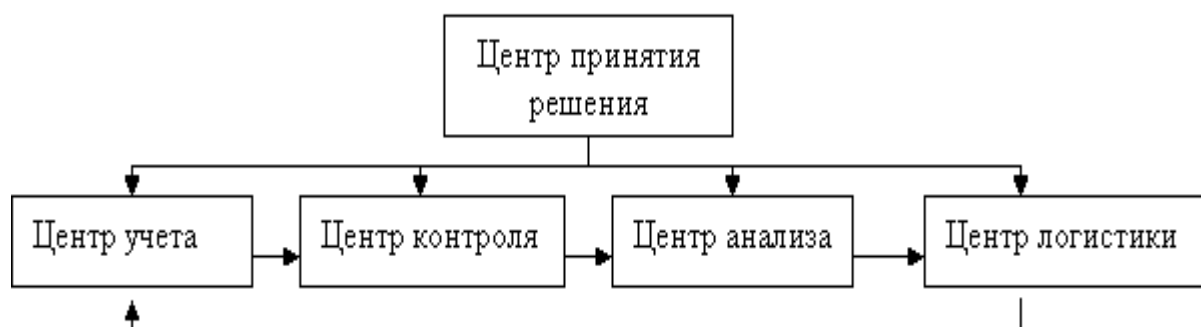 Центр принятия
решения
Центр учета
Центр контроля
Центр анализа
Центр логистики